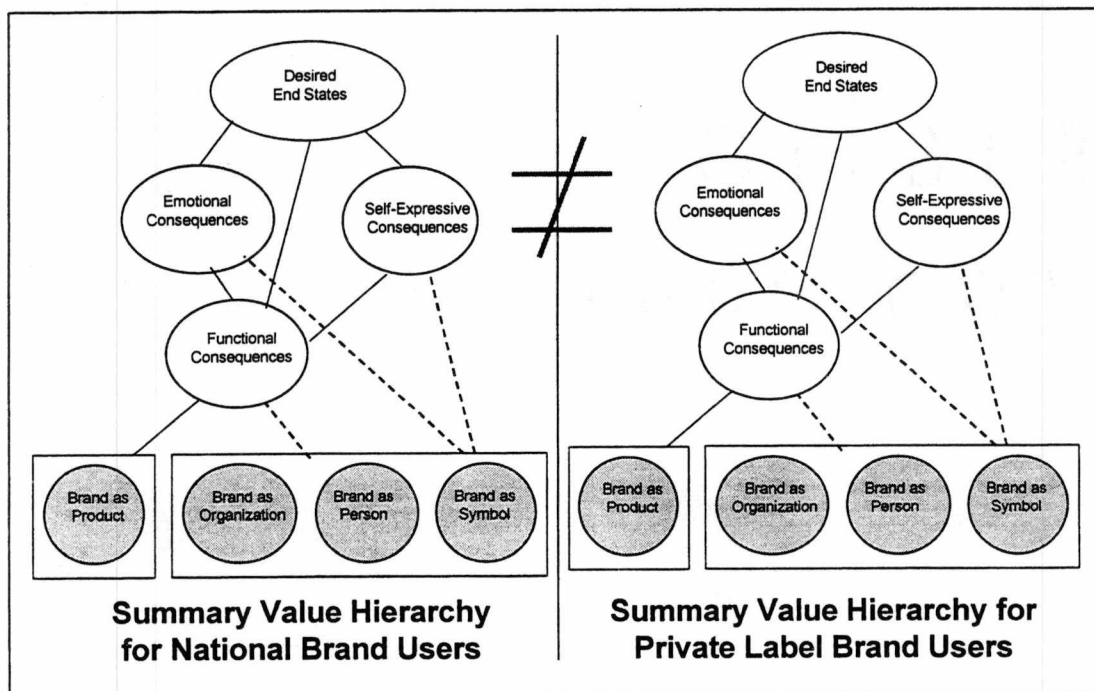 Desired
End States
Emotional
Consequences
Self-Expressive
Consequences
Functional
Consequences
Brand as
Product
Brand as
Organization
Brand as
Person
Brand as
Symbol
Summary Value Hierarchy
for National Brand Users
≠
Desired
End States
Emotional
Consequences
Self-Expressive
Consequences
Functional
Consequences
Brand as
Product
Brand as
Organization
Brand as
Person
Brand as
Symbol
Summary Value Hierarchy for
Private Label Brand Users